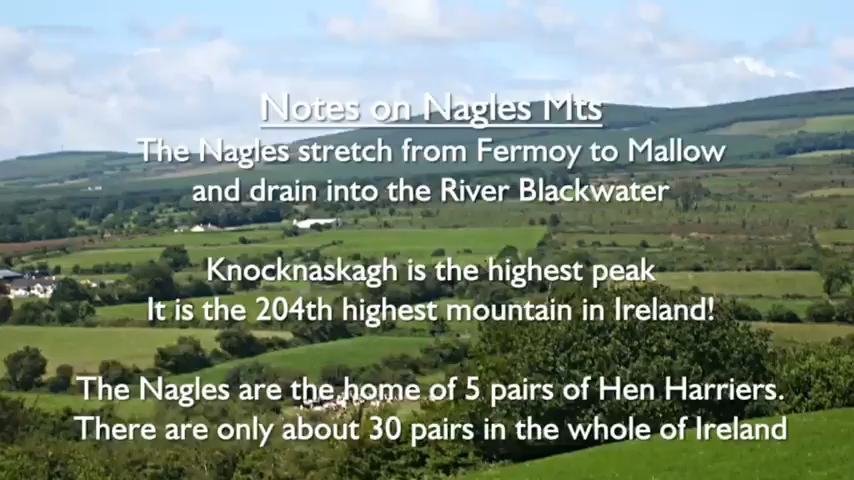 Notes on Nagles Mts
The Nagles stretch from Fermoy to Mallow
and drain into the River Blackwater
Knocknaskagh is the highest peak
It is the 204th highest mountain in Ireland!
The Nagles are the home of 5 pairs of Hen Harriers.
There are only about 30 pairs in the whole of Ireland